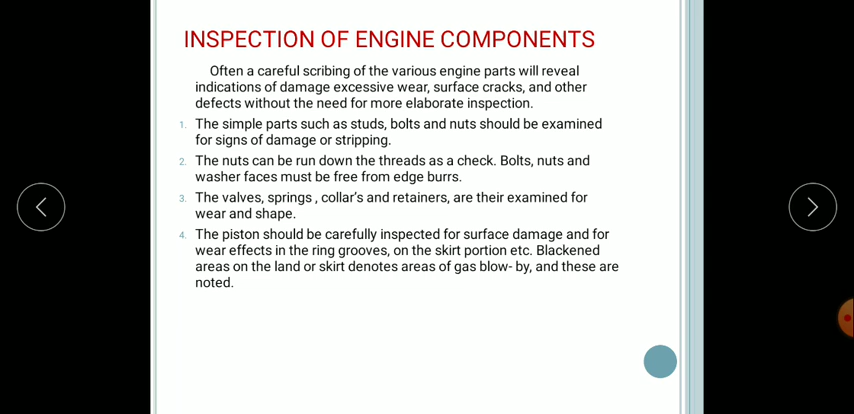 INSPECTION OF ENGINE COMPONENTS
Often a careful scribing of the various engine parts will reveal
indications of damage excessive wear, surface cracks, and other
defects without the need for more elaborate inspection.
1. The simple parts such as studs, bolts and nuts should be examined
for signs of damage or stripping.
2. The nuts can be run down the threads as a check. Bolts, nuts and
washer faces must be free from edge burrs.
3. The valves, springs , collar's and retainers, are their examined for
wear and shape.
4. The piston should be carefully inspected for surface damage and for
wear effects in the ring grooves, on the skirt portion etc. Blackened
areas on the land or skirt denotes areas of gas blow- by, and these are
noted.